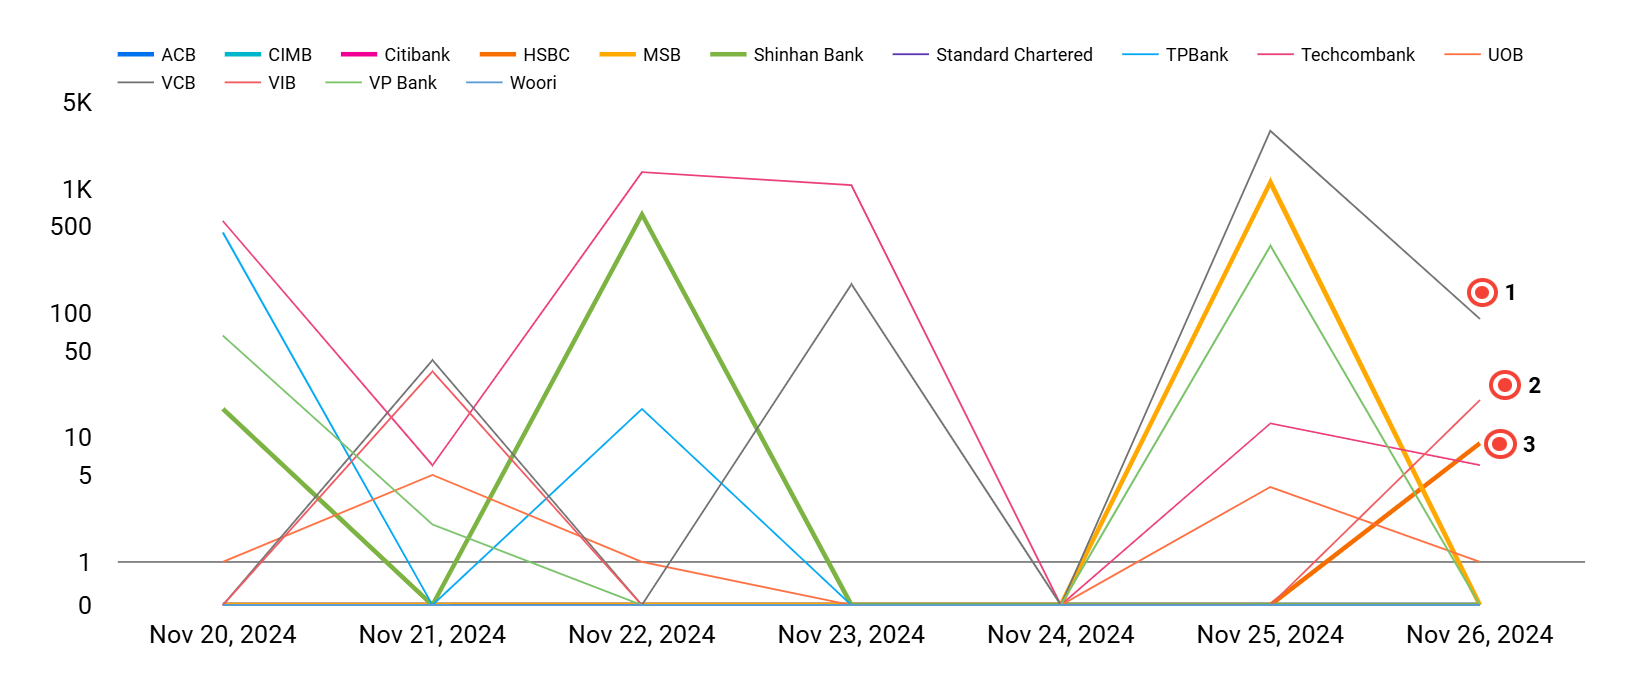 ACB CIMB Citibank HSBC MSB Shinhan Bank Standard Chartered TPBank Techcombank UOB
VCB VIB VP Bank Woori
5K
1K
500
100
1
50
2
10
3
5
1
0
Nov 20, 2024 Nov 21, 2024 Nov 22, 2024 Nov 23, 2024 Nov 24, 2024 Nov 25, 2024 Nov 26, 2024